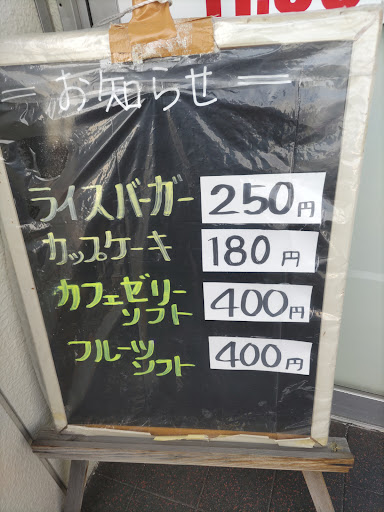 =お知らせ=
ライスバーガー 250円
カップケーキ 180円
カフェゼリー
ソフト 400円
フルーツ
ソフト 400円